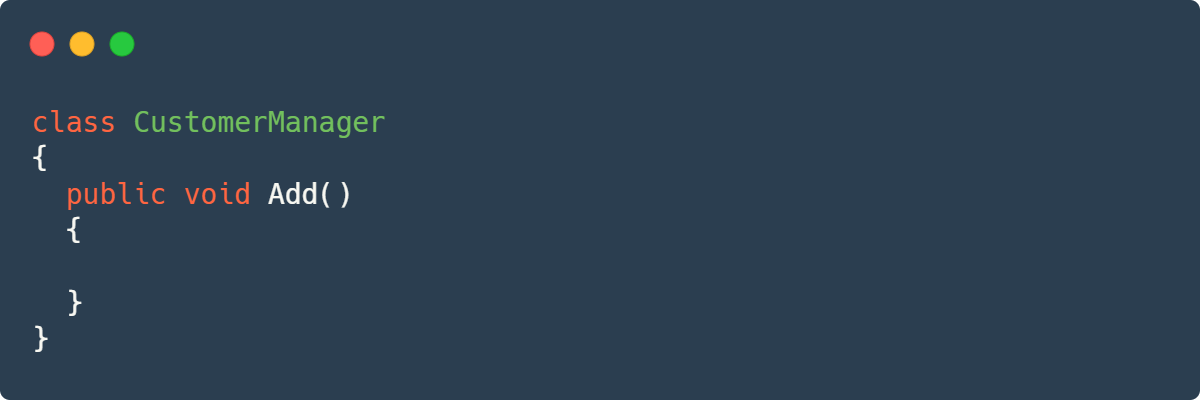 class CustomerManager
{
  public void Add()
  {

  }
}